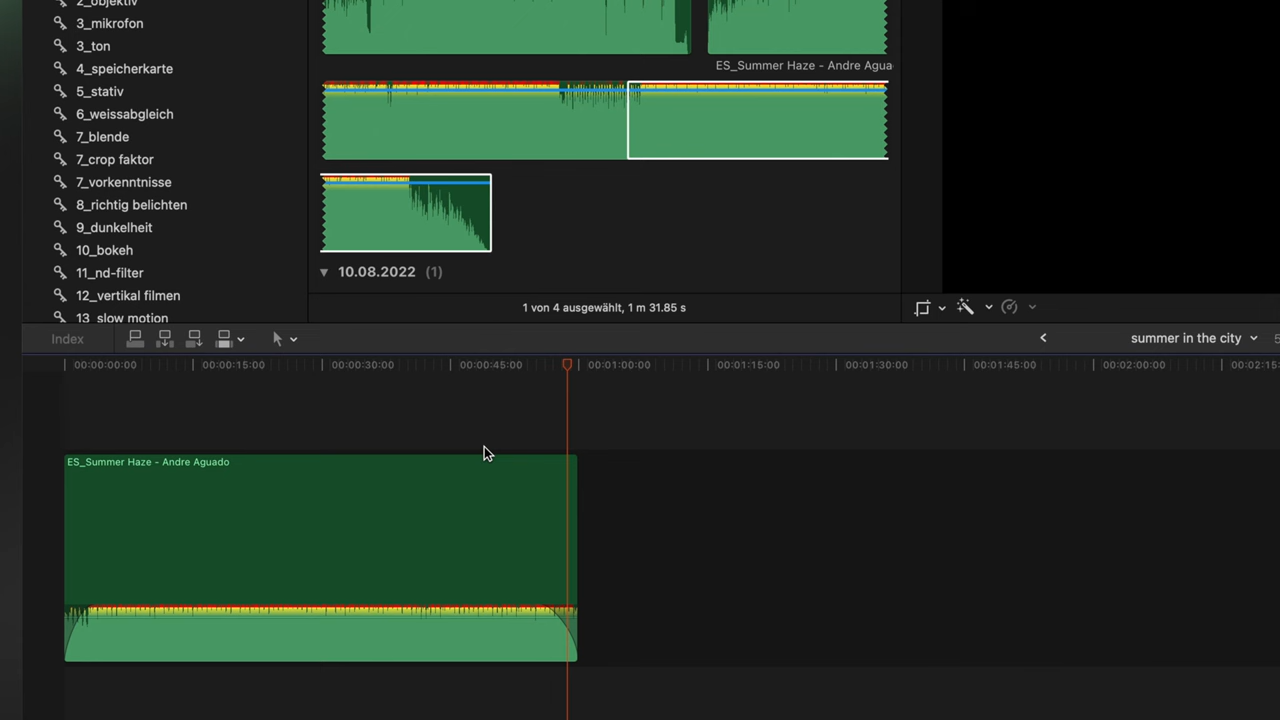 2_objektiv
3_mikrofon
3_ton
4_speicherkarte
5_stativ
6_weissabgleich
7_blende
7_crop faktor
7_vorkenntnisse
8_richtig belichten
9_dunkelheit
10_bokeh
11_nd-filter
12_vertikal filmen
13_slow motion
ES_Summer Haze - Andre Agua
10.08.2022 (1)
1 von 4 ausgewählt, 1 m 31.85 s
Index
summer in the city
00:00:00:00 00:00:15:00 00:00:30:00 00:00:45:00 00:01:00:00 00:01:15:00 00:01:30:00 00:01:45:00 00:02:00:00 00:02:15:
ES_Summer Haze - Andre Aguado